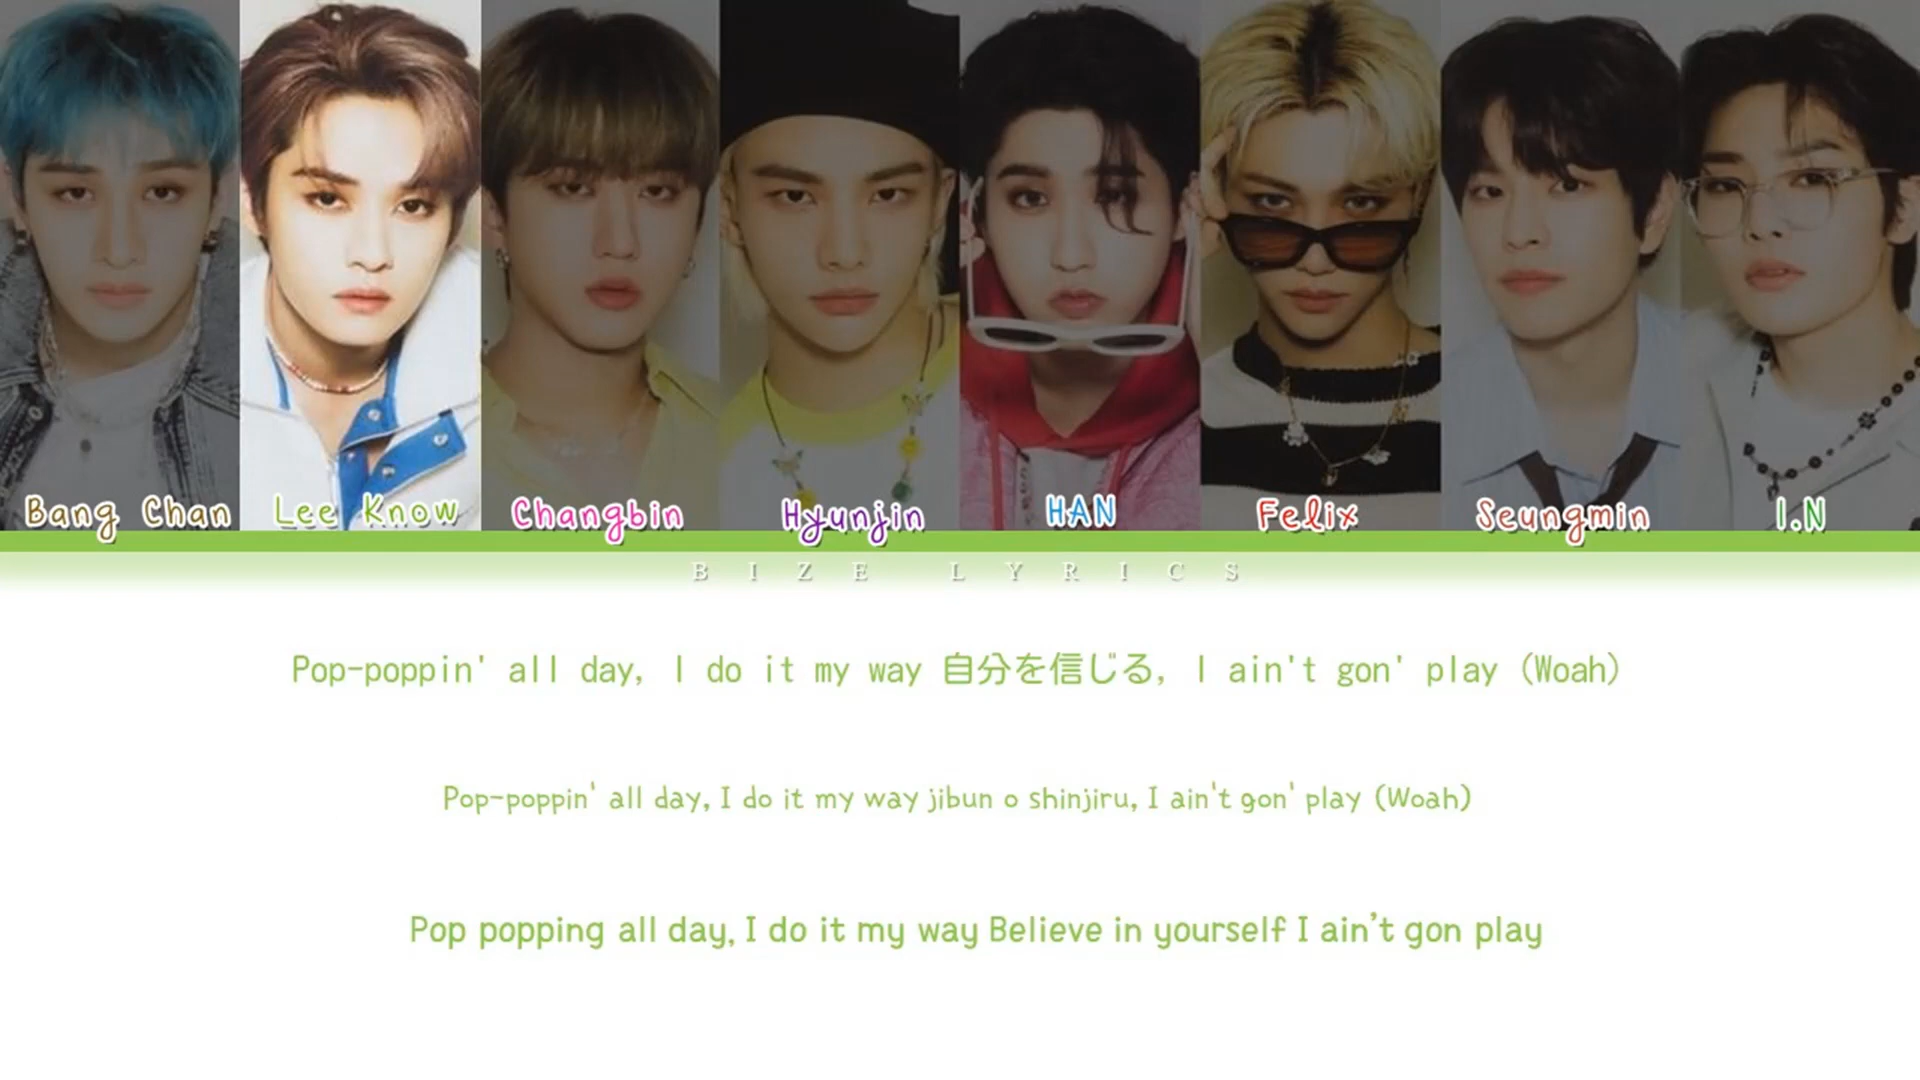 Bang Chan Lee Know Changbin Hyunjin HAN Felix Seungmin I.N
BIZE LYRICS
Pop-poppin' all day, I do it my way 自分を信じる, I ain't gon' play (Woah)
Pop-poppin' all day, I do it my way jibun o shinjiru, I ain't gon' play (Woah)
Pop popping all day, I do it my way Believe in yourself I ain't gon play